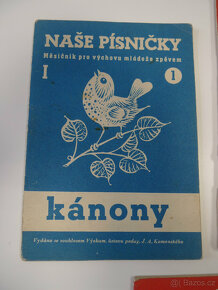 NAŠE PÍSNIČKY
Měsíčník pro výchovu mládeže zpěvem
I
1
kánony
Vydáno se souhlasem Výzkum. ústavu pedag. J. A. Komenského
Bazos.cz